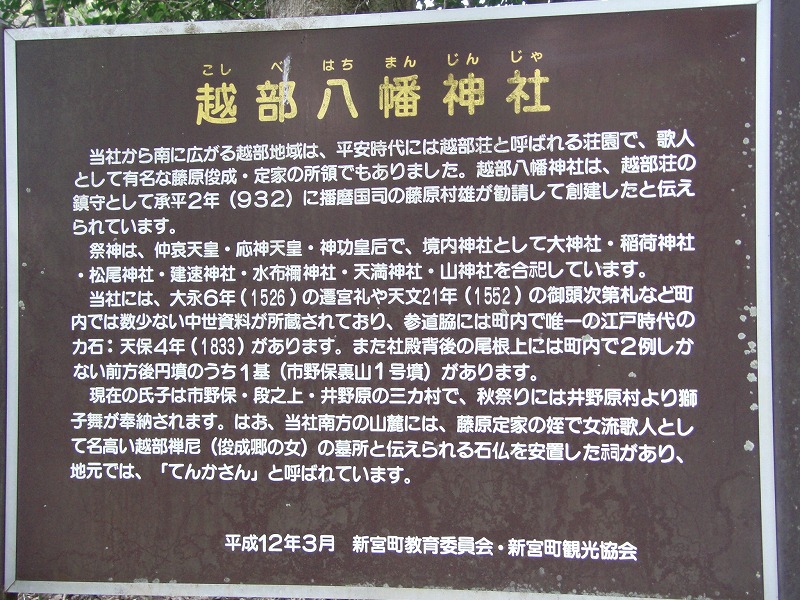 こし べ はち まん じん じゃ
越部八幡神社
当社から南に広がる越部地域は、平安時代には越部荘と呼ばれる荘園で、歌人
として有名な藤原俊成・定家の所領でもありました。越部八幡神社は、越部荘の
鎮守として承平2年(932)に播磨国司の藤原村雄が勧請して創建したと伝え
られています。
祭神は、仲哀天皇・応神天皇・神功皇后で、境内神社として大神社・稲荷神社
・松尾神社・建速神社・水布禰神社・天満神社・山神社を合祀しています。
当社には、大永6年(1526)の遷宮札や天文21年(1552)の御頭次第札など町
内では数少ない中世資料が所蔵されており、参道脇には町内で唯一の江戸時代の
力石:天保4年(1833)があります。また社殿背後の尾根上には町内で2例しか
ない前方後円墳のうち1基(市野保裏山1号墳)があります。
現在の氏子は市野保・段之上・井野原の三カ村で、秋祭りには井野原村より獅
子舞が奉納されます。はお、当社南方の山麓には、藤原定家の姪で女流歌人とし
て名高い越部禅尼(俊成卿の女)の墓所と伝えられる石仏を安置した祠があり、
地元では、「てんかさん」と呼ばれています。
平成12年3月 新宮町教育委員会・新宮町観光協会